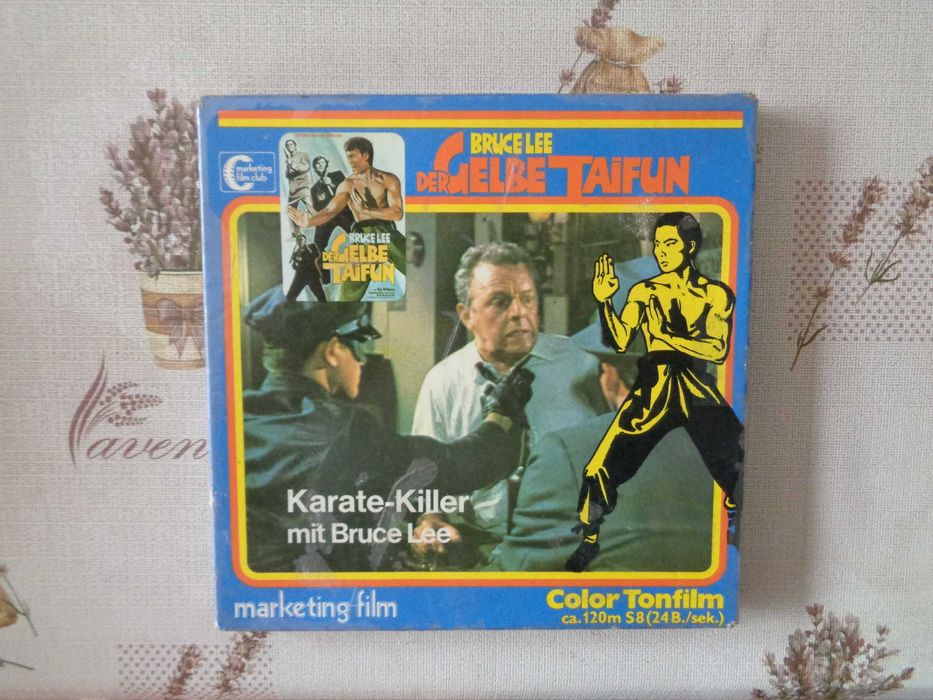 marketing
film club
BRUCE LEE
DER GELBE TAIFUN
BRUCE LEE
DER GELBE
TAIFUN
Karate-Killer
mit Bruce Lee
marketing film
Color Tonfilm
ca. 120m S8 (24 B./sek.)
aven